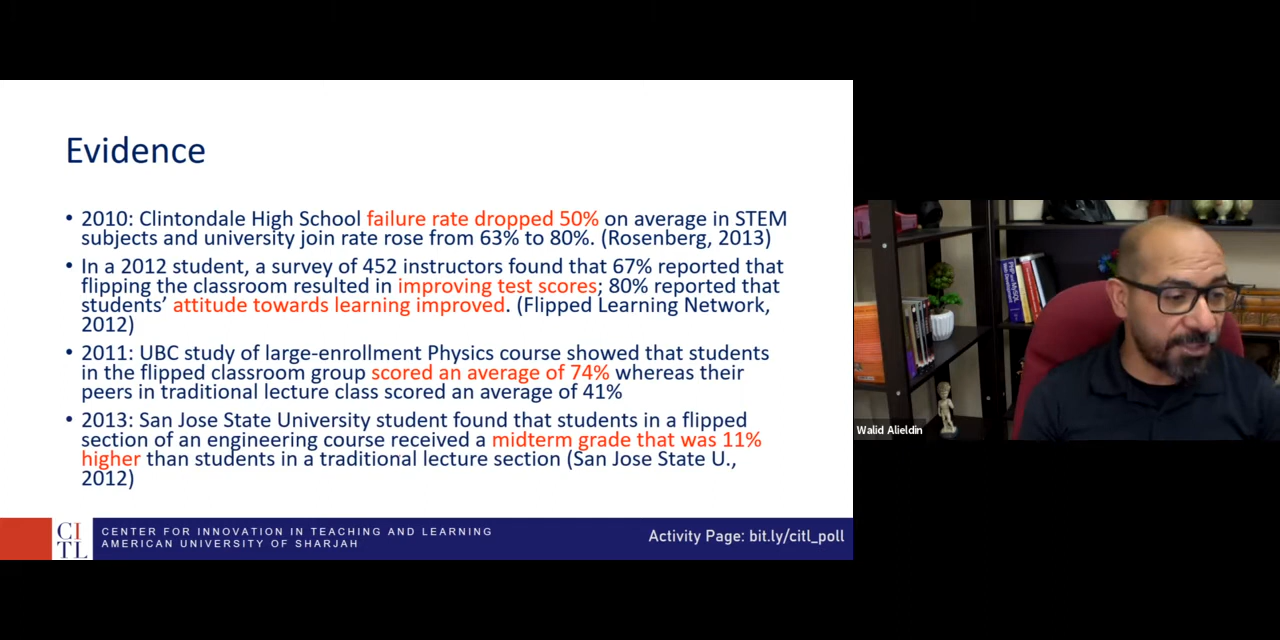 Evidence
• 2010: Clintondale High School failure rate dropped 50% on average in STEM
subjects and university join rate rose from 63% to 80%. (Rosenberg, 2013)
• In a 2012 student, a survey of 452 instructors found that 67% reported that
flipping the classroom resulted in improving test scores; 80% reported that
students’ attitude towards learning improved. (Flipped Learning Network,
2012)
• 2011: UBC study of large-enrollment Physics course showed that students
in the flipped classroom group scored an average of 74% whereas their
peers in traditional lecture class scored an average of 41%
• 2013: San Jose State University student found that students in a flipped
section of an engineering course received a midterm grade that was 11%
higher than students in a traditional lecture section (San Jose State U.,
2012)
CI
TL
CENTER FOR INNOVATION IN TEACHING AND LEARNING
AMERICAN UNIVERSITY OF SHARJAH
Activity Page: bit.ly/citl_poll
Walid Alieldin